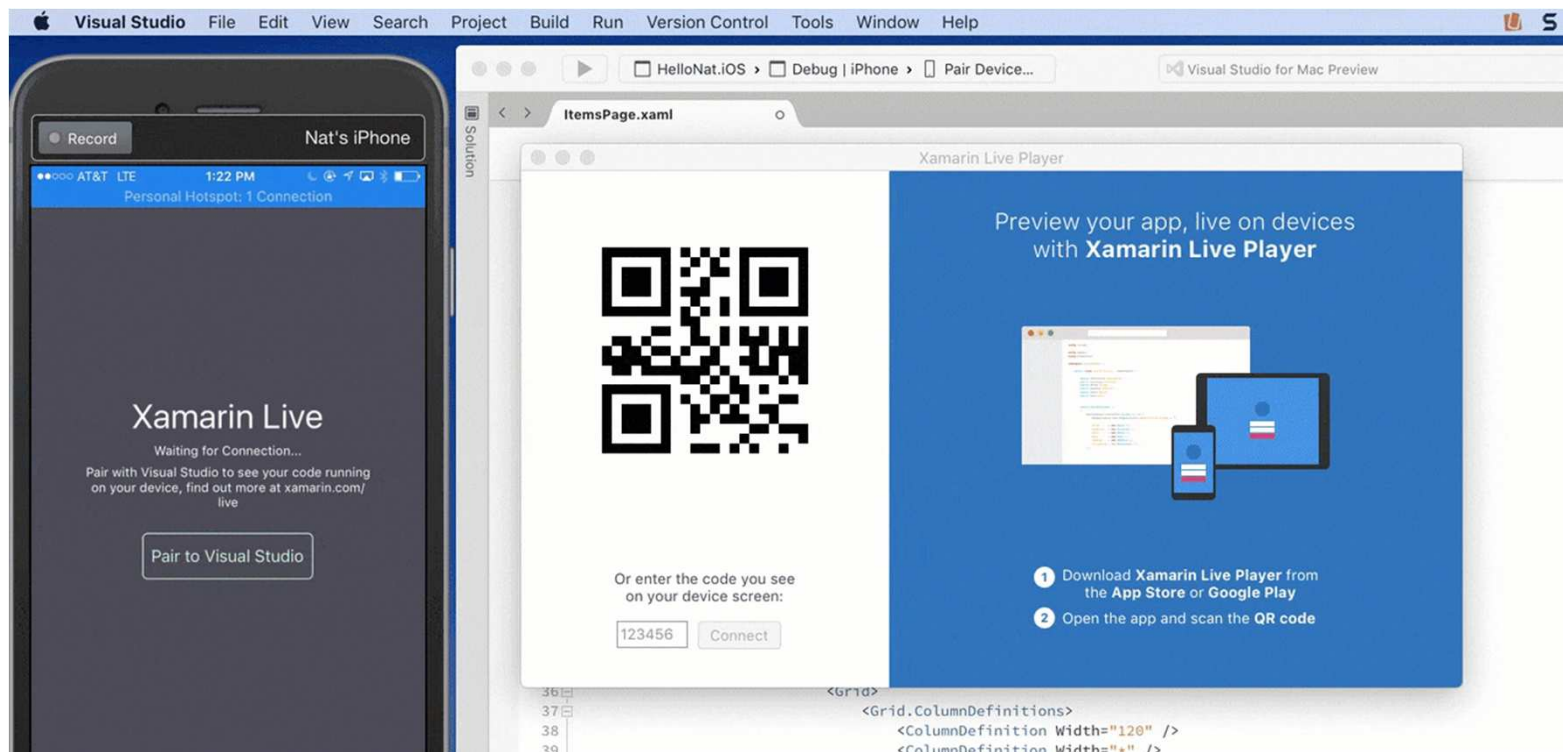 Visual Studio File Edit View Search Project Build Run Version Control Tools Window Help
Record Nat's iPhone
AT&T LTE 1:22 PM
Personal Hotspot: 1 Connection
Xamarin Live
Waiting for Connection...
Pair with Visual Studio to see your code running
on your device, find out more at xamarin.com/
live
Pair to Visual Studio
HelloNat.iOS › Debug | iPhone › Pair Device...
Visual Studio for Mac Preview
Solution
ItemsPage.xaml
Xamarin Live Player
Or enter the code you see
on your device screen:
123456 Connect
Preview your app, live on devices
with Xamarin Live Player
1 Download Xamarin Live Player from
the App Store or Google Play
2 Open the app and scan the QR code
36 <Grid>
37 <Grid.ColumnDefinitions>
38 <ColumnDefinition Width="120" />
39 <ColumnDefinition Width="*" />